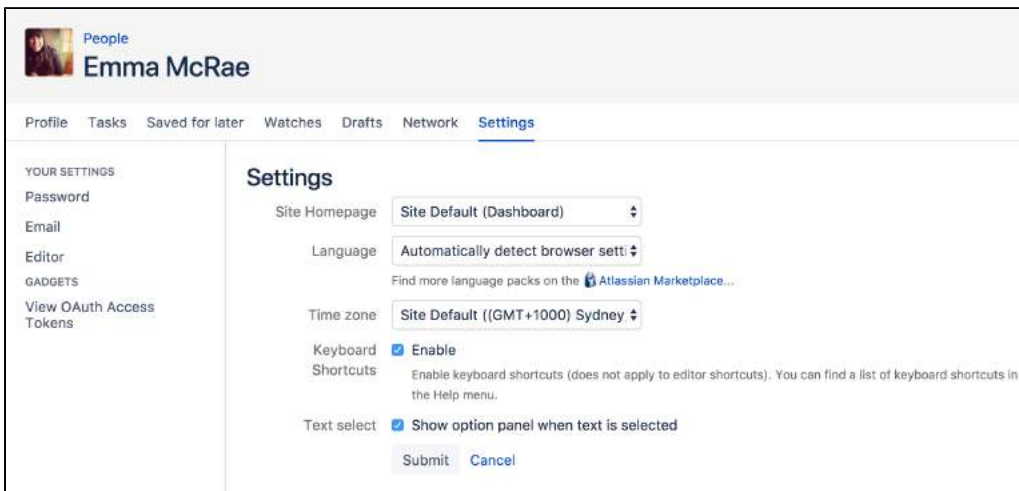 People
Emma McRae
Profile Tasks Saved for later Watches Drafts Network Settings
YOUR SETTINGS
Password
Email
Editor
GADGETS
View OAuth Access
Tokens
Settings
Site Homepage Site Default (Dashboard)
Language Automatically detect browser setti
Find more language packs on the Atlassian Marketplace...
Time zone Site Default ((GMT+1000) Sydney
Keyboard Enable
Shortcuts
Enable keyboard shortcuts (does not apply to editor shortcuts). You can find a list of keyboard shortcuts in
the Help menu.
Text select Show option panel when text is selected
Submit Cancel